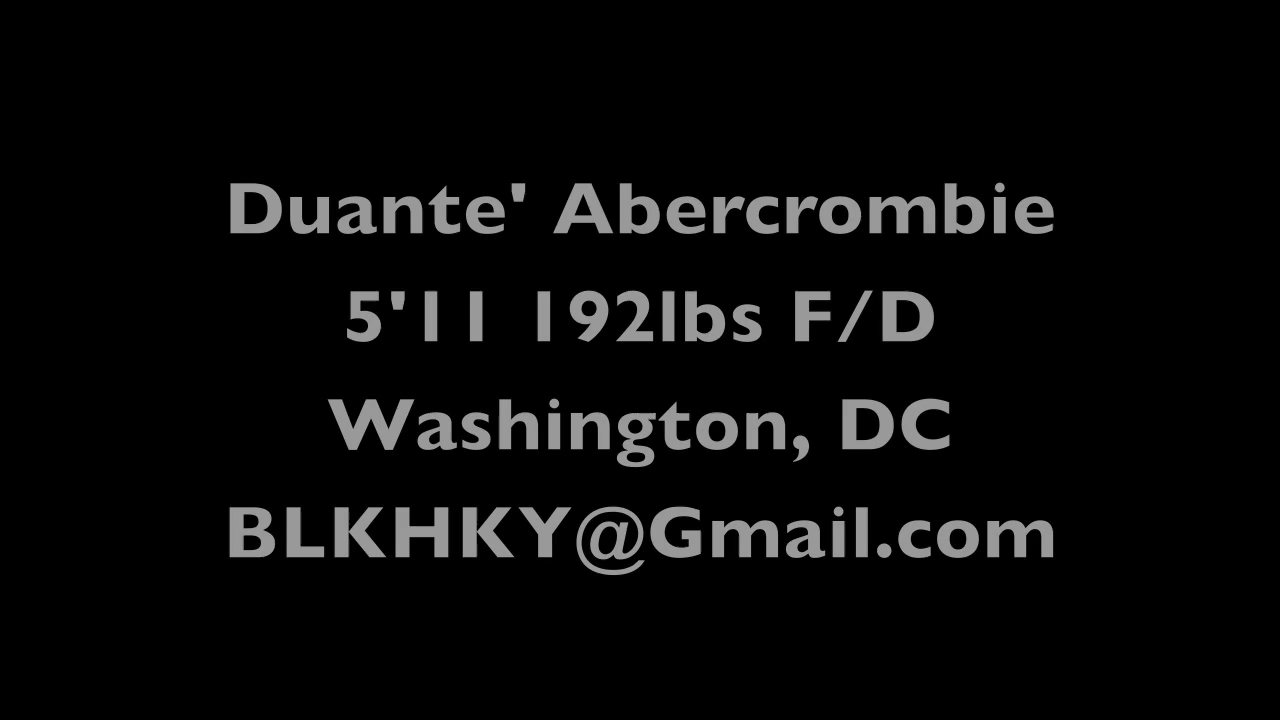 Duante' Abercrombie
5'11 192lbs F/D
Washington, DC
BLKHKY@Gmail.com